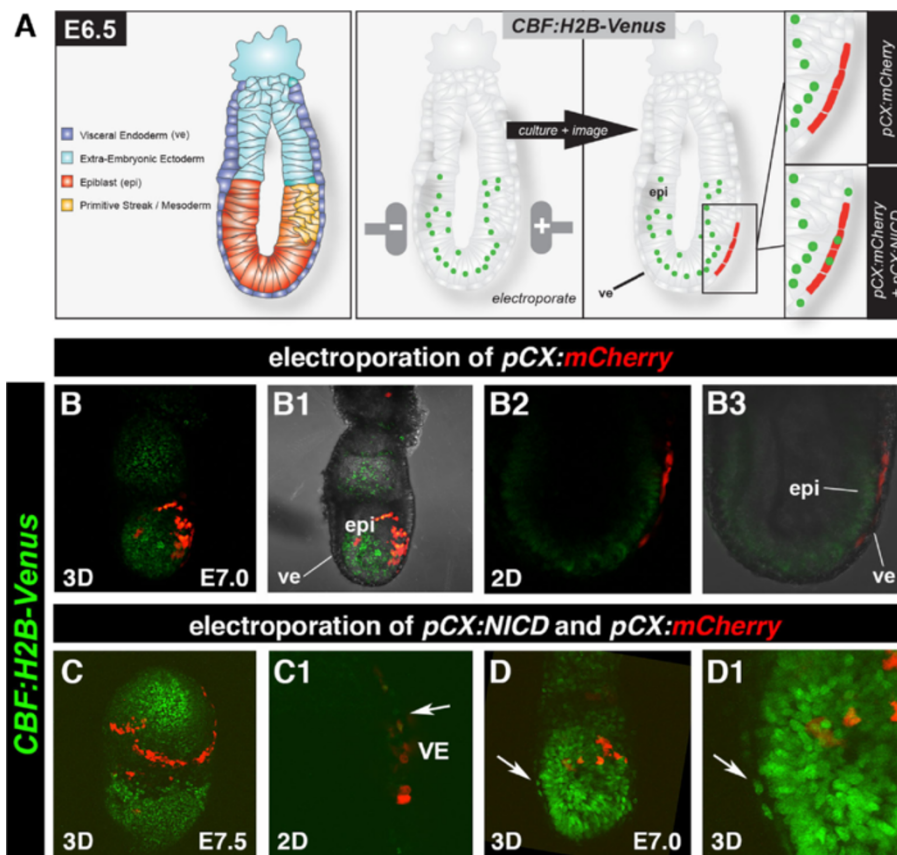 A
E6.5
Visceral Endoderm (ve)
Extra-Embryonic Ectoderm
Epiblast (epi)
Primitive Streak / Mesoderm
CBF:H2B-Venus
culture + image
-
+
electroporate
epi
ve
pCX:mCherry
pCX:mCherry
+ pCX:NICD
CBF:H2B-Venus
electroporation of pCX:mCherry
B
3D
E7.0
B1
epi
ve
B2
2D
B3
epi
ve
electroporation of pCX:NICD and pCX:mCherry
C
3D
E7.5
C1
VE
2D
D
3D
E7.0
D1
3D